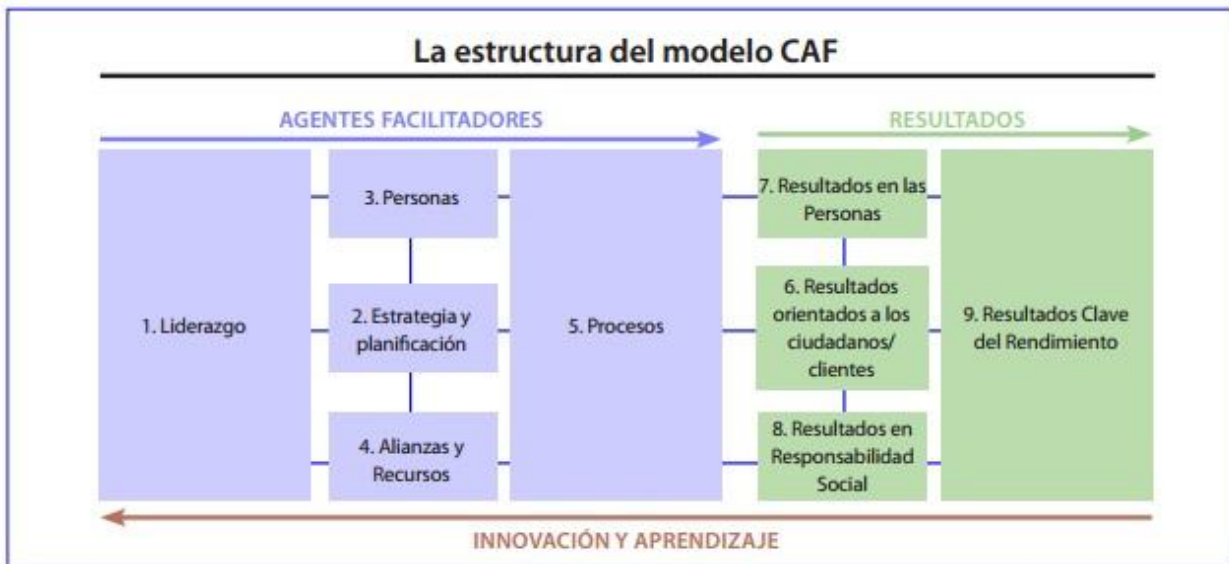 La estructura del modelo CAF
AGENTES FACILITADORES
RESULTADOS
1. Liderazgo
3. Personas
2. Estrategia y
planificación
4. Alianzas y
Recursos
5. Procesos
7. Resultados en las
Personas
6. Resultados
orientados a los
ciudadanos/
clientes
8. Resultados en
Responsabilidad
Social
9. Resultados Clave
del Rendimiento
INNOVACIÓN Y APRENDIZAJE